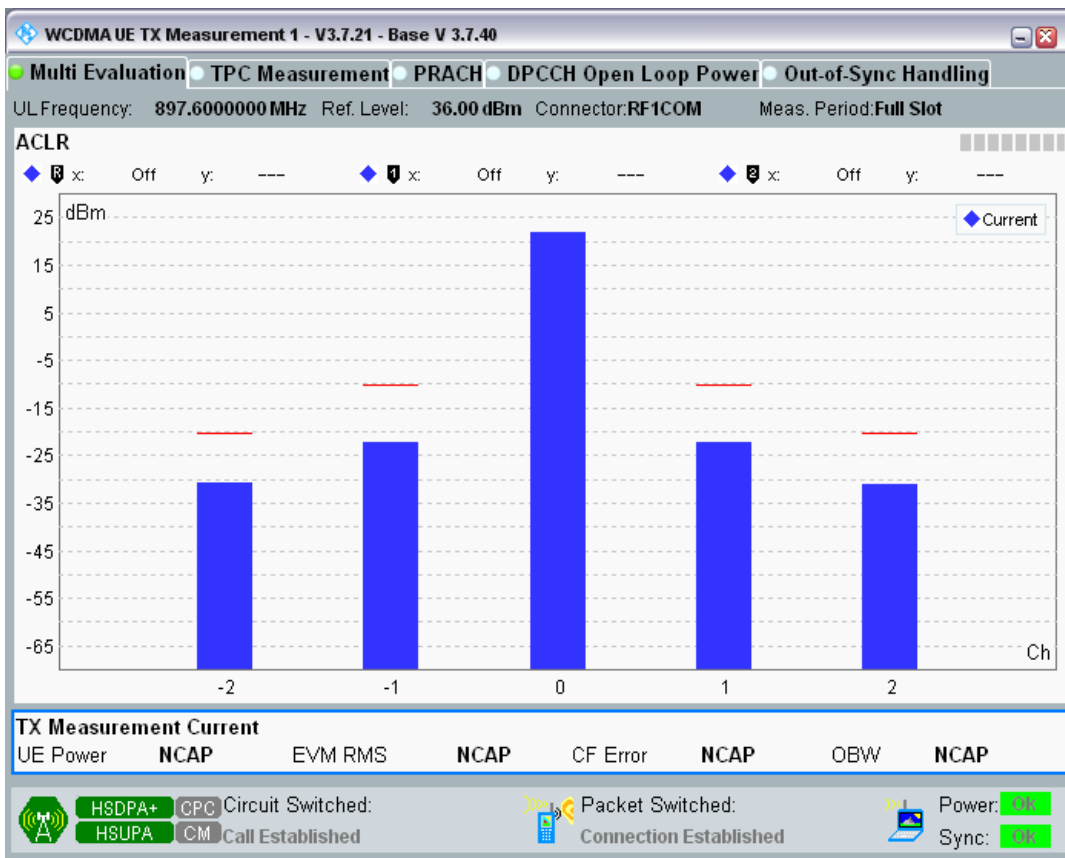 WCDMA UE TX Measurement 1 - V3.7.21 - Base V 3.7.40
Multi Evaluation TPC Measurement PRACH DPCCH Open Loop Power Out-of-Sync Handling
ULFrequency: 897.6000000 MHz Ref. Level: 36.00 dBm Connector:RF1COM Meas. Period:Full Slot
ACLR
R x: Off y: --- 1 x: Off y: --- 2 x: Off y: ---
25 dBm Current
15
5
-5
-15
-25
-35
-45
-55
-65 Ch
-2 -1 0 1 2
TX Measurement Current
UE Power NCAP EVM RMS NCAP CF Error NCAP OBW NCAP
HSDPA+ CPC Circuit Switched: Packet Switched: Power: Ok
HSUPA CM Call Established Connection Established Sync: Ok